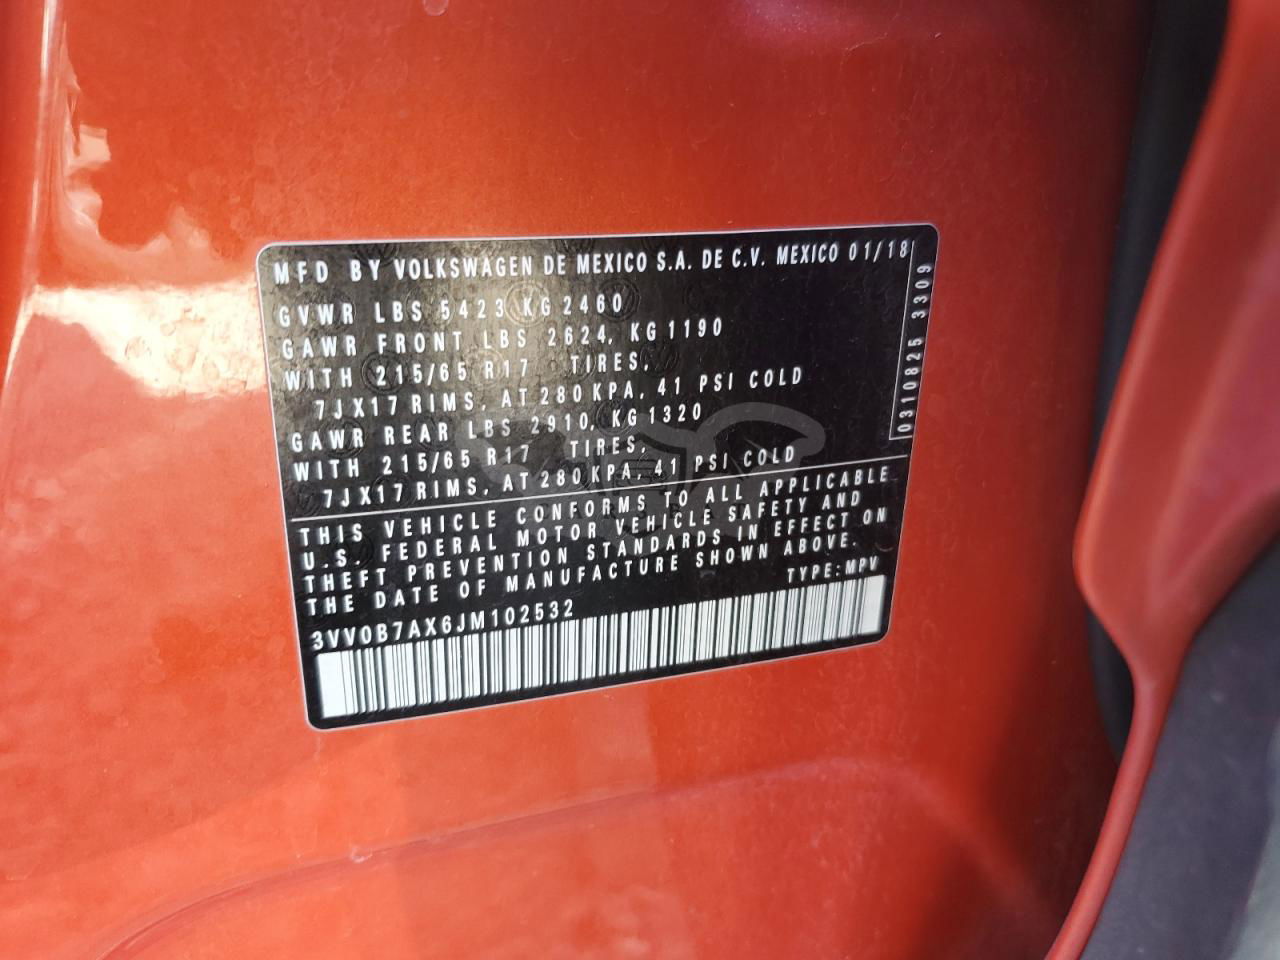 MFD BY VOLKSWAGEN DE MEXICO S.A. DE C.V. MEXICO 01/18
GVWR LBS 5423 KG 2460
GAWR FRONT LBS 2624, KG 1190
WITH 215/65 R17 TIRES,
7JX17 RIMS, AT 280 KPA, 41 PSI COLD
GAWR REAR LBS 2910, KG 1320
WITH 215/65 R17 TIRES,
7JX17 RIMS, AT 280 KPA, 41 PSI COLD
0310825 3309
THIS VEHICLE CONFORMS TO ALL APPLICABLE
U.S. FEDERAL MOTOR VEHICLE SAFETY AND
THEFT PREVENTION STANDARDS IN EFFECT ON
THE DATE OF MANUFACTURE SHOWN ABOVE.
3VV0B7AX6JM102532 TYPE: MPV